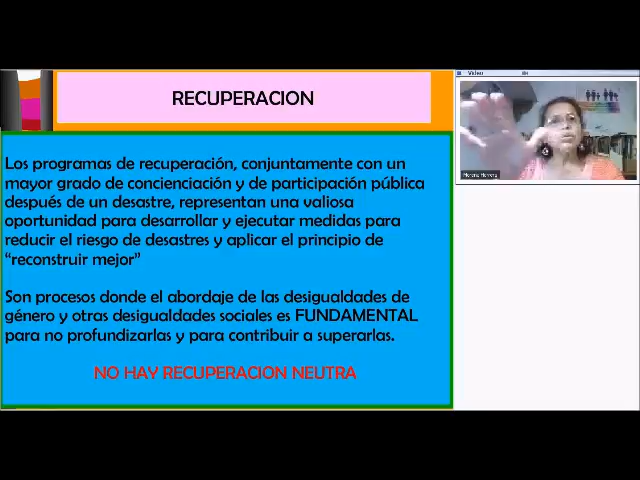 RECUPERACION
Video
Los programas de recuperación, conjuntamente con un
mayor grado de concienciación y de participación pública
después de un desastre, representan una valiosa
oportunidad para desarrollar y ejecutar medidas para
reducir el riesgo de desastres y aplicar el principio de
“reconstruir mejor”
Son procesos donde el abordaje de las desigualdades de
género y otras desigualdades sociales es FUNDAMENTAL
para no profundizarlas y para contribuir a superarlas.
NO HAY RECUPERACION NEUTRA